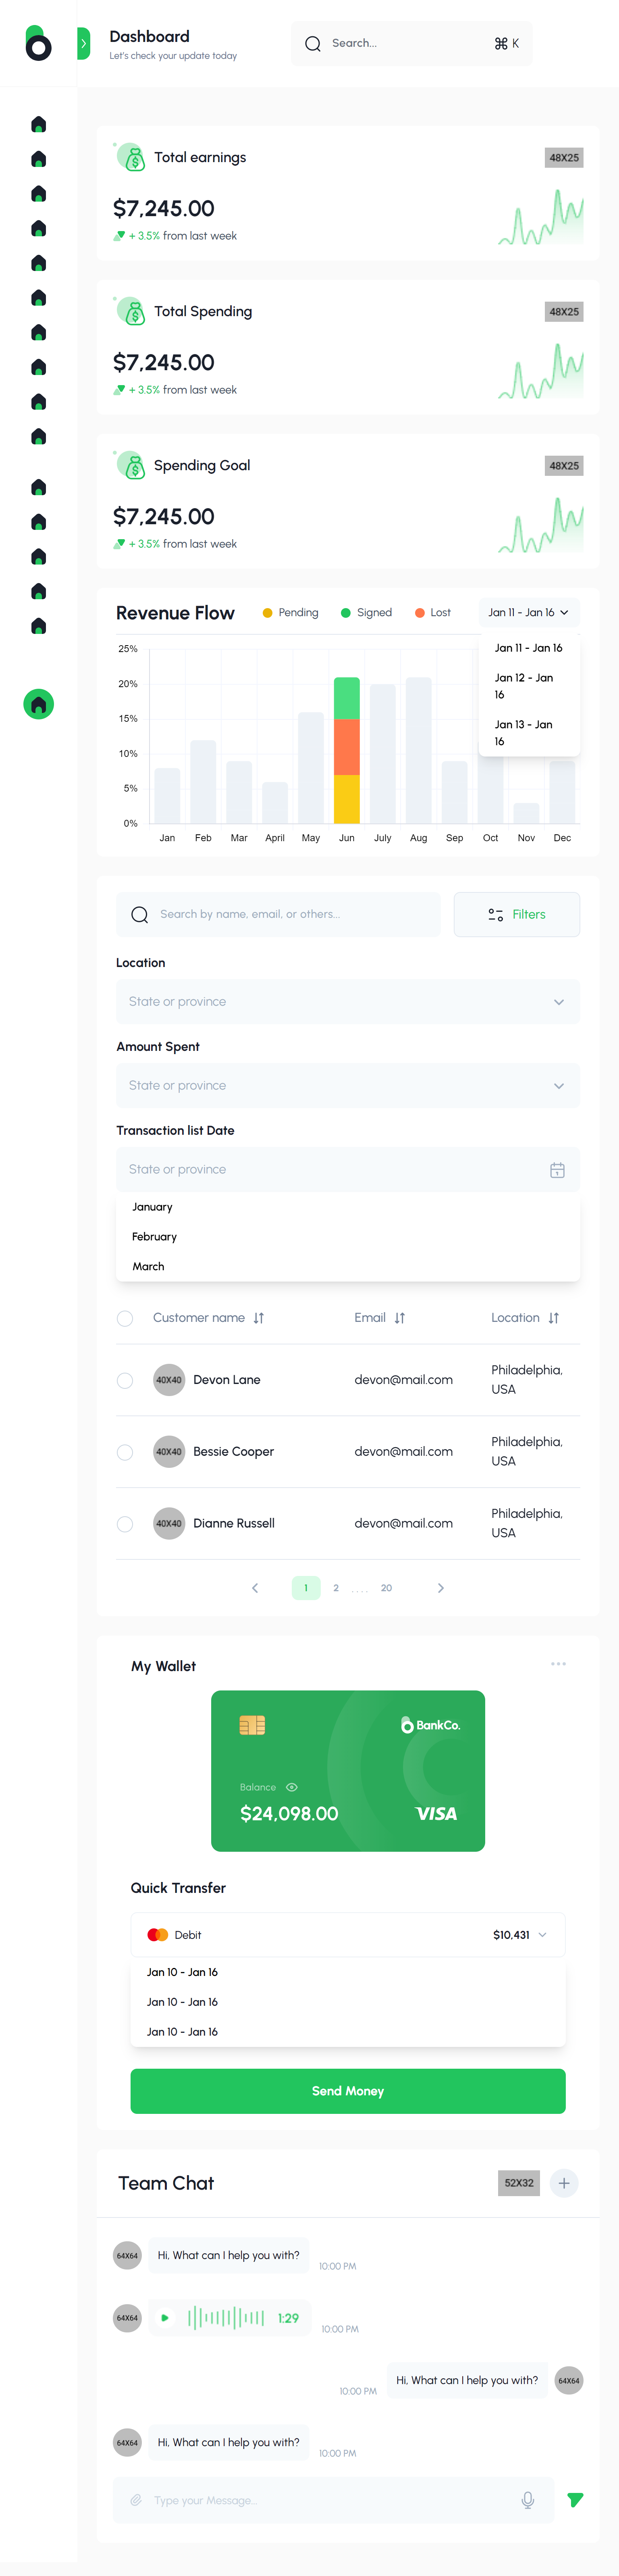 Dashboard
Let's check your update today
Search...
⌘ K
Total earnings
48X25
$7,245.00
+ 3.5% from last week
Total Spending
48X25
$7,245.00
+ 3.5% from last week
Spending Goal
48X25
$7,245.00
+ 3.5% from last week
Revenue Flow
Pending
Signed
Lost
Jan 11 - Jan 16
Jan 11 - Jan 16
Jan 12 - Jan
16
Jan 13 - Jan
16
25%
20%
15%
10%
5%
0%
Jan Feb Mar April May Jun July Aug Sep Oct Nov Dec
Search by name, email, or others...
Filters
Location
State or province
Amount Spent
State or province
Transaction list Date
State or province
January
February
March
Customer name
Email
Location
40X40
Devon Lane
devon@mail.com
Philadelphia,
USA
40X40
Bessie Cooper
devon@mail.com
Philadelphia,
USA
40X40
Dianne Russell
devon@mail.com
Philadelphia,
USA
1 2 .... 20
My Wallet
BankCo.
Balance
$24,098.00
VISA
Quick Transfer
Debit
$10,431
Jan 10 - Jan 16
Jan 10 - Jan 16
Jan 10 - Jan 16
Send Money
Team Chat
52X32
64X64
Hi, What can I help you with?
10:00 PM
64X64
1:29
10:00 PM
Hi, What can I help you with?
64X64
10:00 PM
64X64
Hi, What can I help you with?
10:00 PM
Type your Message...